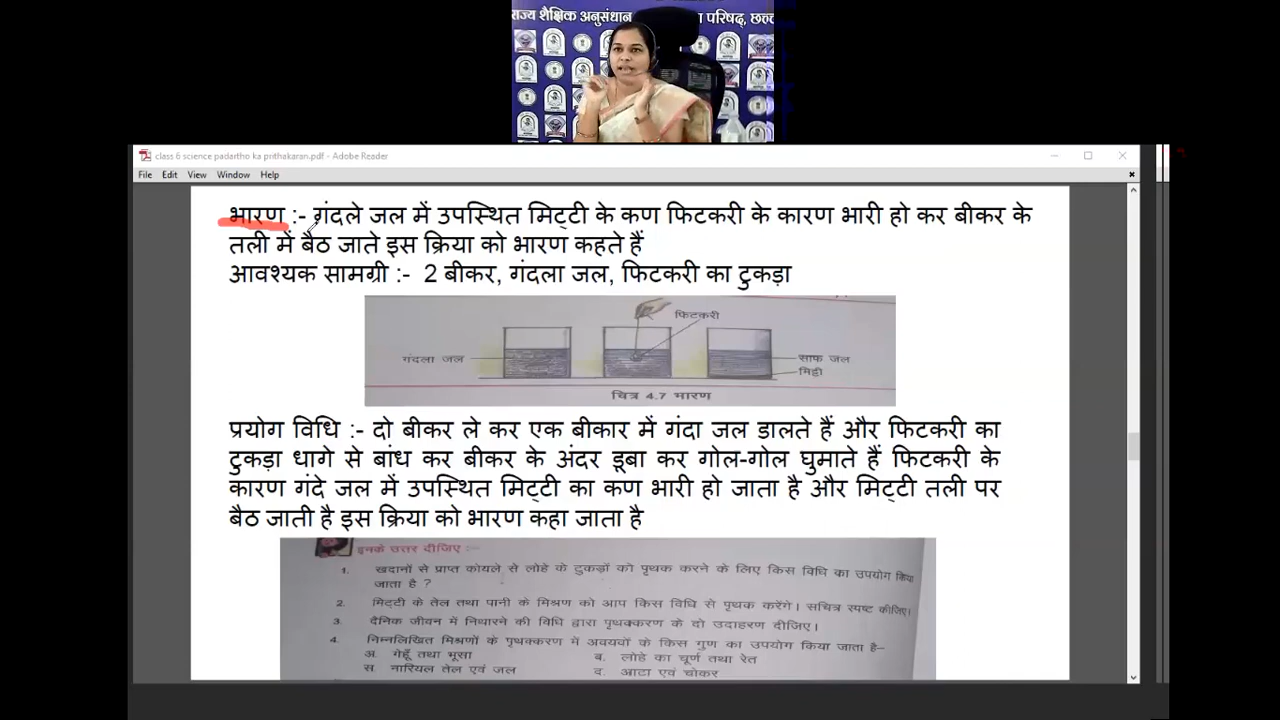 राज्य शैक्षिक अनुसंधान
परिषद्, छत्त
class 6 science padartho ka prithakaran.pdf - Adobe Reader
File Edit View Window Help
भारण :- गंदले जल में उपस्थित मिट्टी के कण फिटकरी के कारण भारी हो कर बीकर के
तली में बैठ जाते इस क्रिया को भारण कहते हैं
आवश्यक सामग्री :- 2 बीकर, गंदला जल, फिटकरी का टुकड़ा
फिटकरी
गंदला जल
साफ जल
मिट्टी
चित्र 4.7 भारण
प्रयोग विधि :- दो बीकर ले कर एक बीकार में गंदा जल डालते हैं और फिटकरी का
टुकड़ा धागे से बांध कर बीकर के अंदर डूबा कर गोल-गोल घुमाते हैं फिटकरी के
कारण गंदे जल में उपस्थित मिट्टी का कण भारी हो जाता है और मिट्टी तली पर
बैठ जाती है इस क्रिया को भारण कहा जाता है
इनके उत्तर दीजिए :-
1. खदानों से प्राप्त कोयले से लोहे के टुकड़ों को पृथक करने के लिए किस विधि का उपयोग किया
जाता है ?
2. मिट्टी के तेल तथा पानी के मिश्रण को आप किस विधि से पृथक करेंगे। सचित्र स्पष्ट कीजिए।
3. दैनिक जीवन में निथारने की विधि द्वारा पृथक्करण के दो उदाहरण दीजिए।
4. निम्नलिखित मिश्रणों के पृथक्करण में अवयवों के किस गुण का उपयोग किया जाता है-
अ. गेहूँ तथा भूसा ब. लोहे का चूर्ण तथा रेत
स. नारियल तेल एवं जल द. आटा एवं चोकर